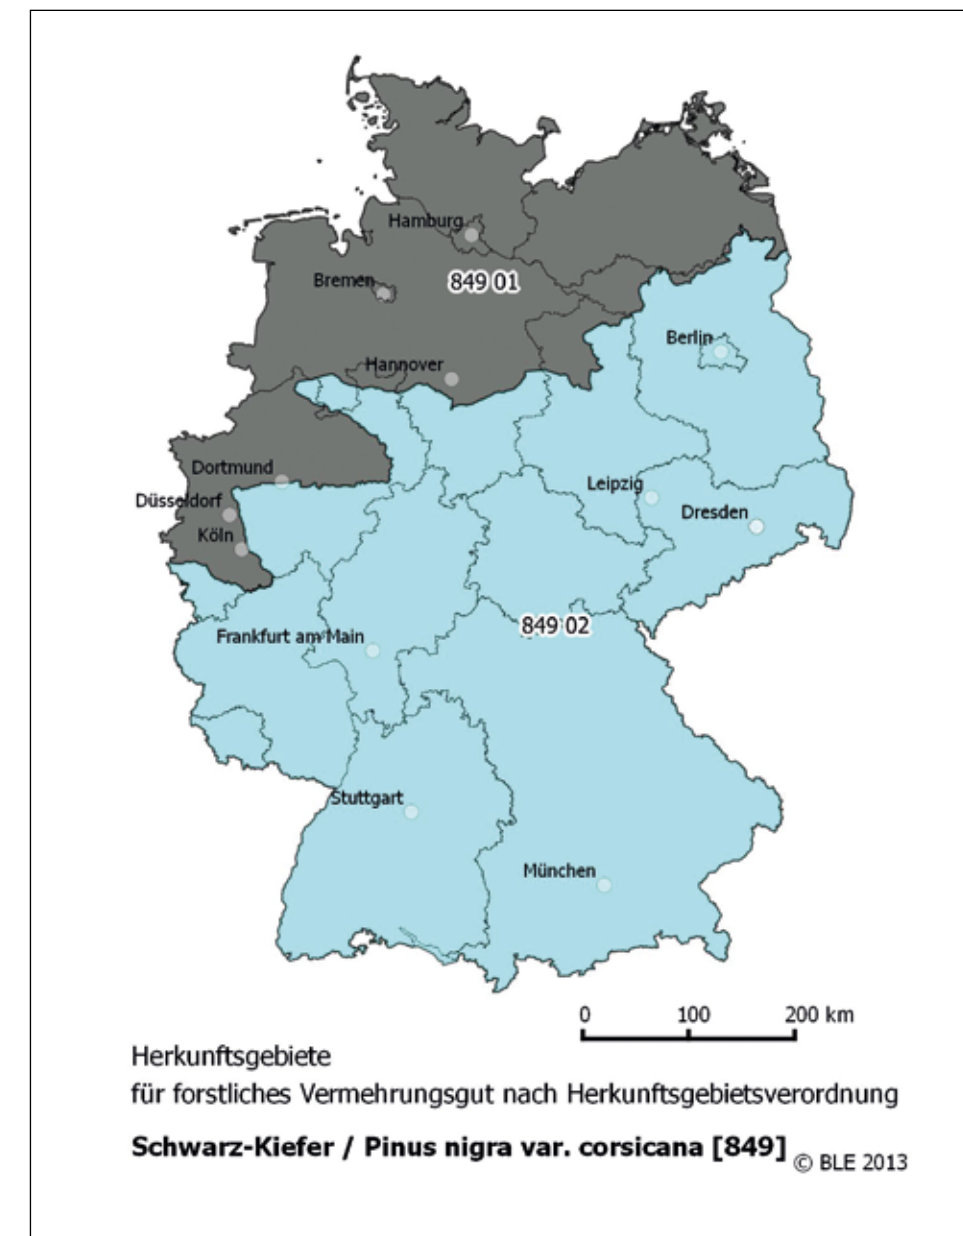 Hamburg
849 01
Bremen
Hannover
Berlin
Dortmund
Leipzig
Düsseldorf
Dresden
Köln
849 02
Frankfurt am Main
Stuttgart
München
0 100 200 km
Herkunftsgebiete
für forstliches Vermehrungsgut nach Herkunftsgebietsverordnung
Schwarz-Kiefer / Pinus nigra var. corsicana [849] © BLE 2013